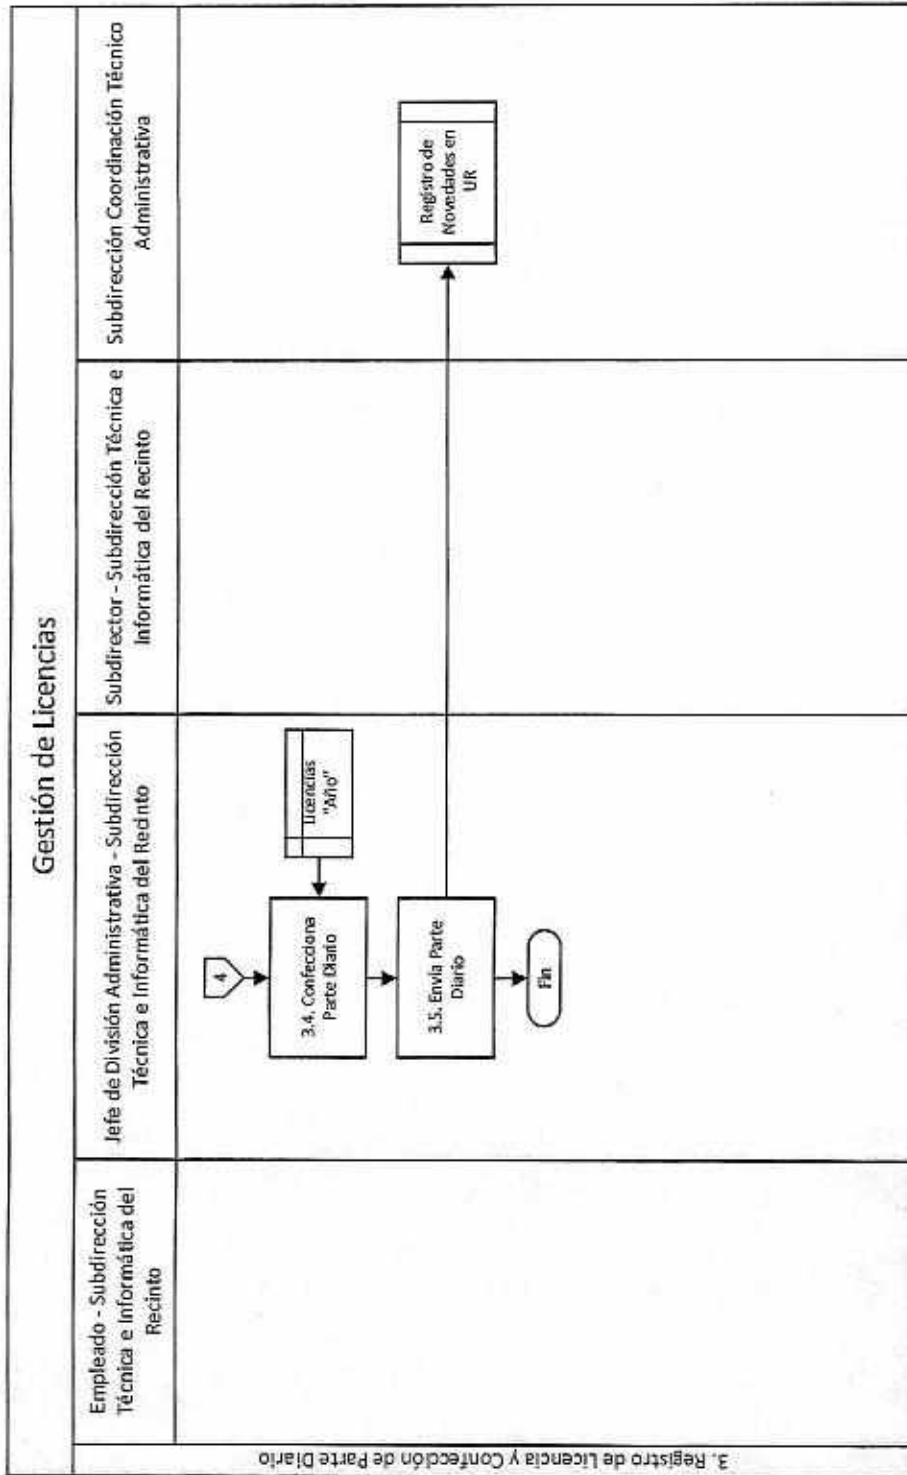 Gestión de Licencias
Empleado - Subdirección
Técnica e Informática del
Recinto
Jefe de División Administrativa - Subdirección
Técnica e Informática del Recinto
Subdirector - Subdirección Técnica e
Informática del Recinto
Subdirección Coordinación Técnico
Administrativa
3. Registro de Licencia y Confección de Parte Diario
4
3.4. Confecciona
Parte Diario
Licencias
"Año"
3.5. Envía Parte
Diario
Fin
Registro de
Novedades en
UR